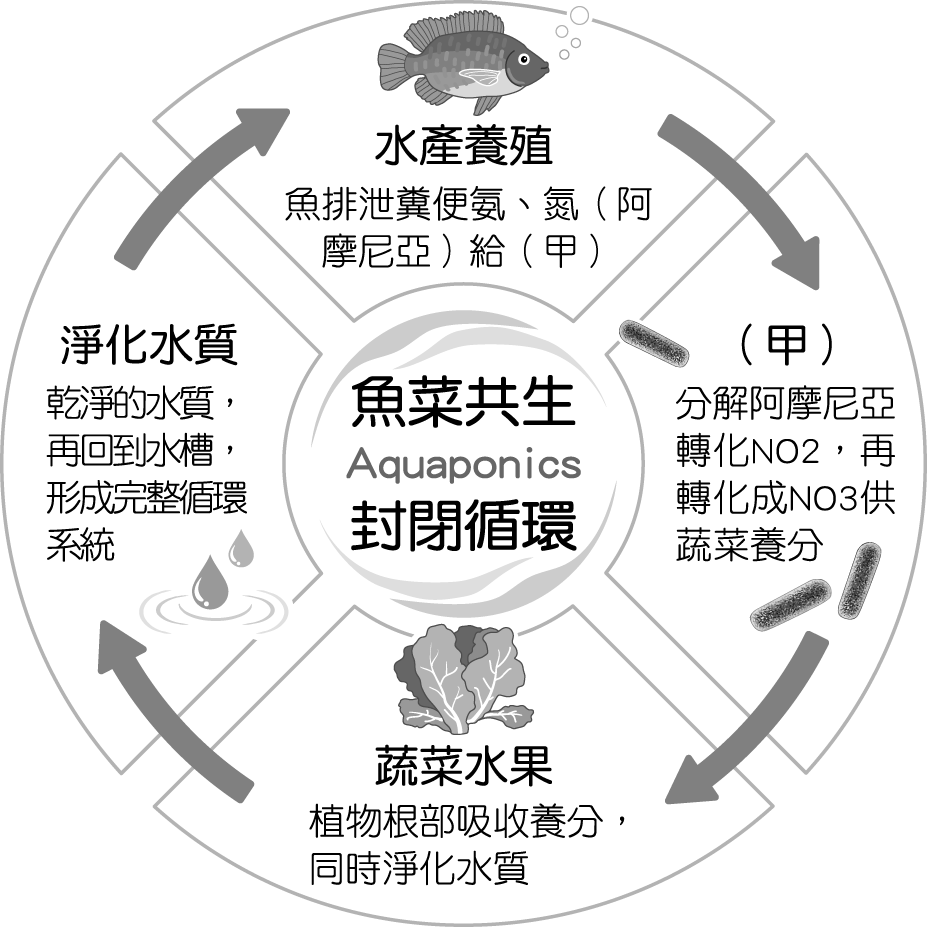 水產養殖
魚排泄糞便氨、氮（阿
摩尼亞）給（甲）
（甲）
分解阿摩尼亞
轉化NO2，再
轉化成NO3供
蔬菜養分
蔬菜水果
植物根部吸收養分，
同時淨化水質
淨化水質
乾淨的水質，
再回到水槽，
形成完整循環
系統
魚菜共生
Aquaponics
封閉循環